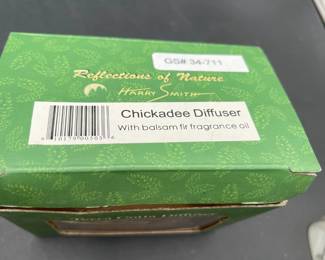 GS# 34-711
Reflections of Nature
Harry Smith
Chickadee Diffuser
With balsam fir fragrance oil